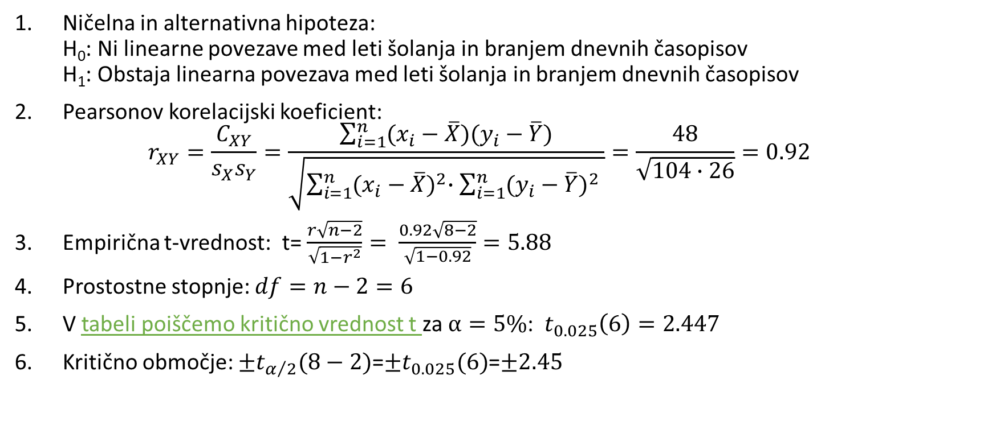 1. Ničelna in alternativna hipoteza:
H₀: Ni linearne povezave med leti šolanja in branjem dnevnih časopisov
H₁: Obstaja linearna povezava med leti šolanja in branjem dnevnih časopisov
2. Pearsonov korelacijski koeficient:
$r_{XY} = \frac{C_{XY}}{s_X s_Y} = \frac{\sum_{i=1}^{n}(x_i - \bar{X})(y_i - \bar{Y})}{\sqrt{\sum_{i=1}^{n}(x_i - \bar{X})^2 \cdot \sum_{i=1}^{n}(y_i - \bar{Y})^2}} = \frac{48}{\sqrt{104 \cdot 26}} = 0.92$
3. Empirična t-vrednost: t=$\frac{r\sqrt{n-2}}{\sqrt{1-r^2}} = \frac{0.92\sqrt{8-2}}{\sqrt{1-0.92}} = 5.88$
4. Prostostne stopnje: $df = n - 2 = 6$
5. V tabeli poiščemo kritično vrednost t za α = 5%: $t_{0.025}(6) = 2.447$
6. Kritično območje: $\pm t_{\alpha/2}(8 - 2)$=$\pm t_{0.025}(6)$=$\pm 2.45$